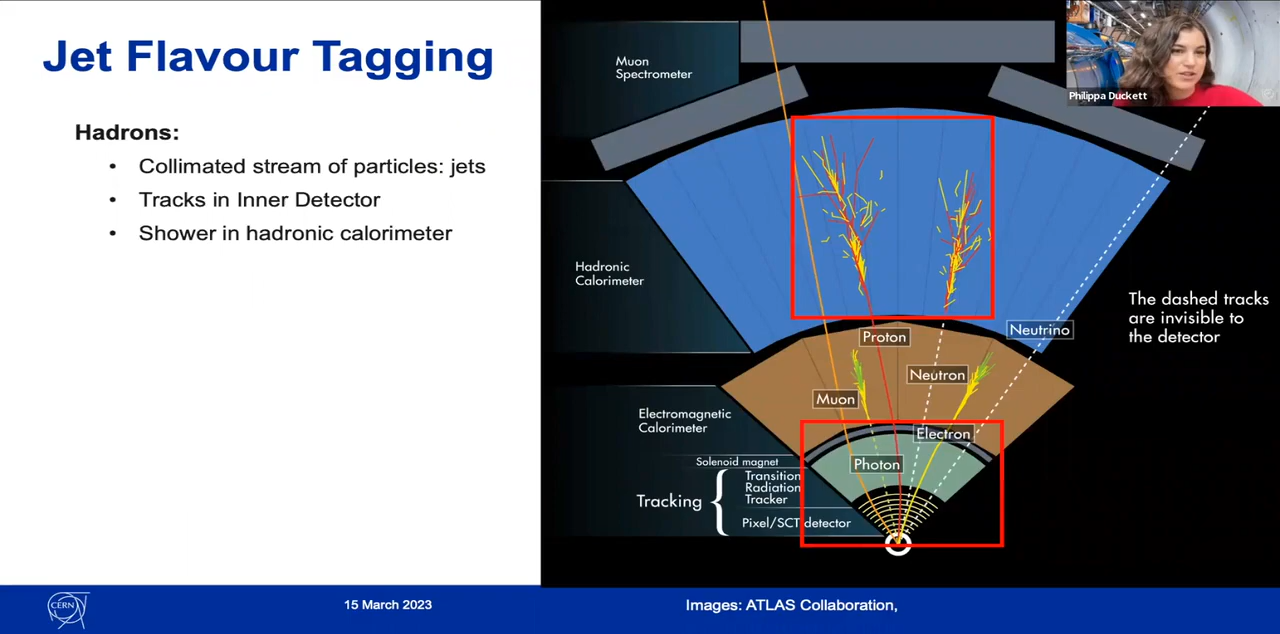 Jet Flavour Tagging
Hadrons:
• Collimated stream of particles: jets
• Tracks in Inner Detector
• Shower in hadronic calorimeter
Muon
Spectrometer
Philippa Duckett
Hadronic
Calorimeter
The dashed tracks
are invisible to
the detector
Neutrino
Proton
Neutron
Muon
Electromagnetic
Calorimeter
Electron
Solenoid magnet
Photon
Transition
Radiation
Tracker
Tracking
Pixel/SCT detector
CERN
15 March 2023
Images: ATLAS Collaboration,